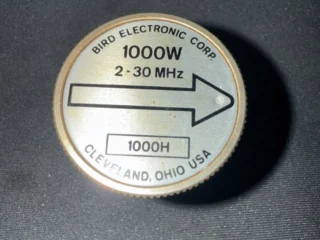 BIRD ELECTRONIC CORP
1000W
2-30 MHz
1000H
CLEVELAND, OHIO USA